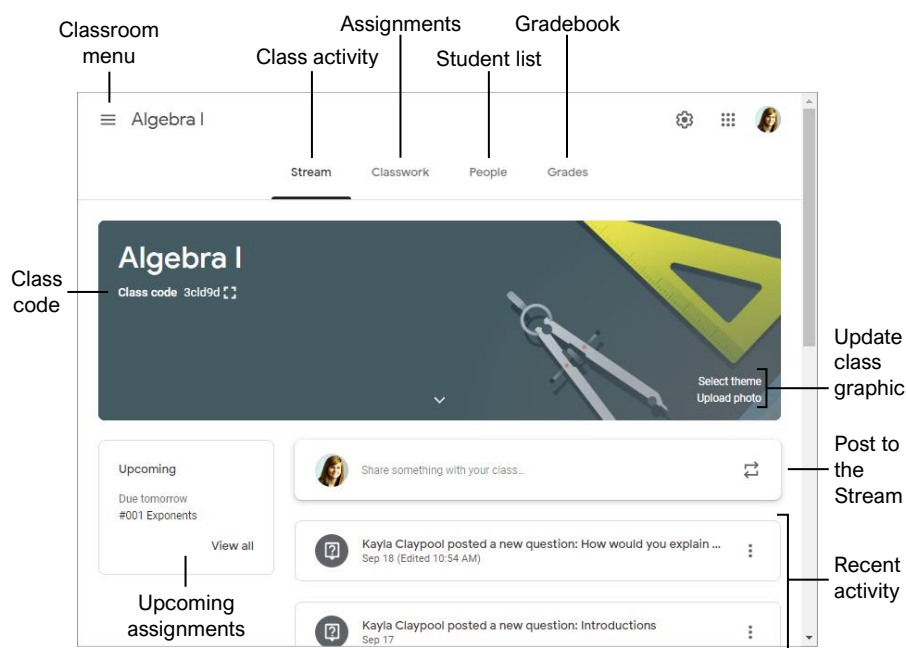 Classroom
menu
Class activity
Assignments
Student list
Gradebook
Algebra I
Stream
Classwork
People
Grades
Algebra I
Class code 3cld9d
Class
code
Select theme
Upload photo
Update
class
graphic
Upcoming
Due tomorrow
#001 Exponents
View all
Share something with your class…
Post to
the
Stream
Kayla Claypool posted a new question: How would you explain ...
Sep 18 (Edited 10:54 AM)
Recent
activity
Upcoming
assignments
Kayla Claypool posted a new question: Introductions
Sep 17